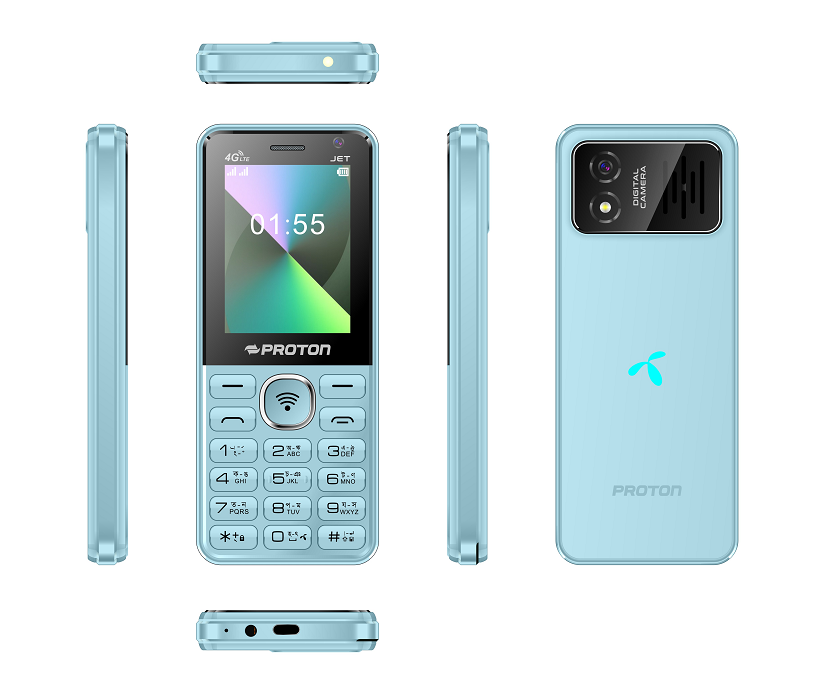 4G LTE
JET
01:55
PROTON
1
2 ABC
3 DEF
4 GHI
5 JKL
6 MNO
7 PQRS
8 TUV
9 WXYZ
*+
0
#
DIGITAL
CAMERA
PROTON